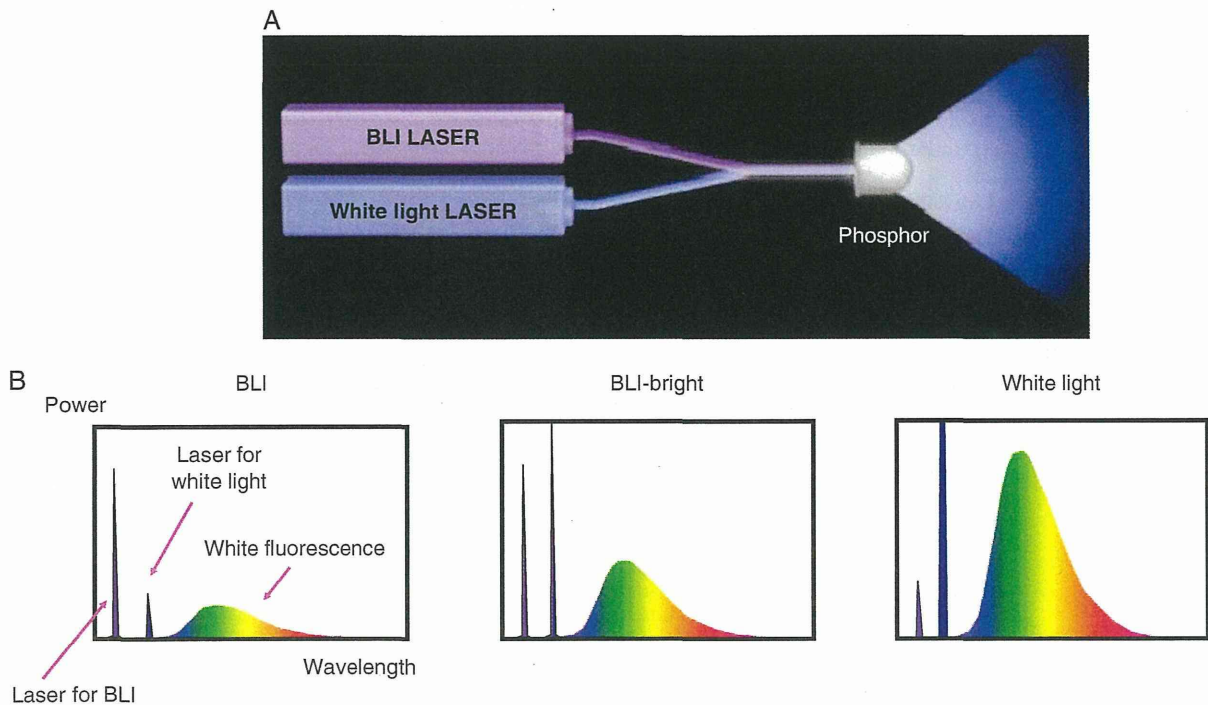 A
BLI LASER
White light LASER
Phosphor
B
BLI
BLI-bright
White light
Power
Laser for
white light
White fluorescence
Wavelength
Laser for BLI